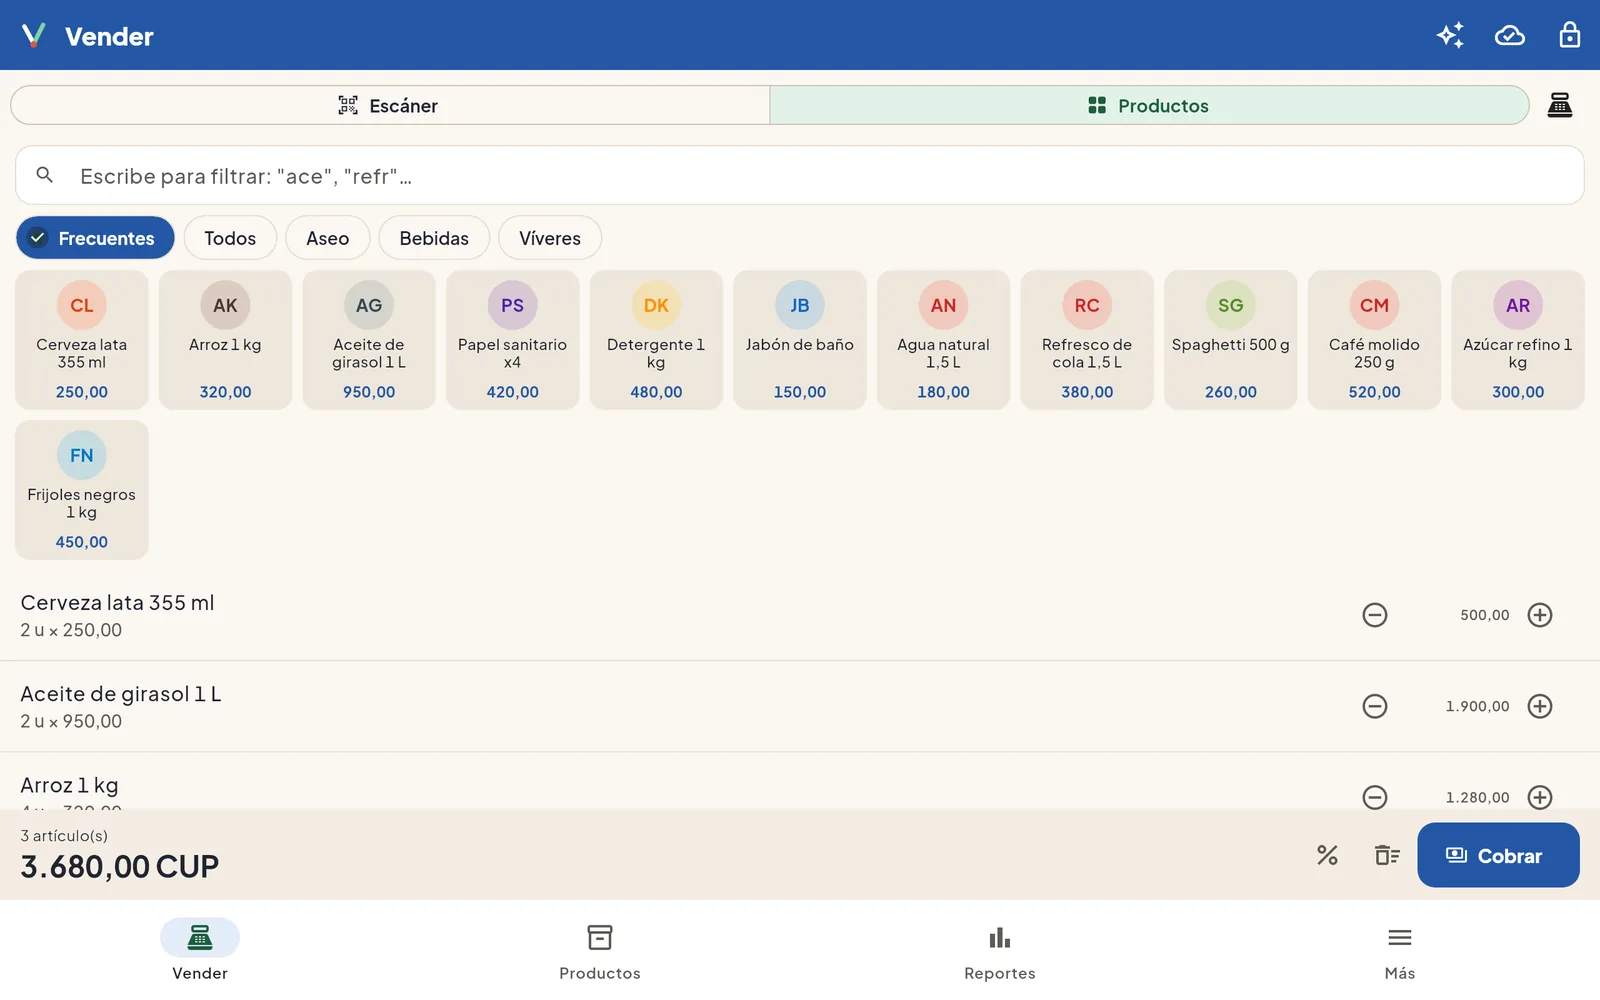 Vender
Escáner
Productos
Escribe para filtrar: "ace", "refr"...
Frecuentes
Todos
Aseo
Bebidas
Víveres
CL
Cerveza lata
355 ml
250,00
AK
Arroz 1 kg
320,00
AG
Aceite de
girasol 1 L
950,00
PS
Papel sanitario
x4
420,00
DK
Detergente 1
kg
480,00
JB
Jabón de baño
150,00
AN
Agua natural
1,5 L
180,00
RC
Refresco de
cola 1,5 L
380,00
SG
Spaghetti 500 g
260,00
CM
Café molido
250 g
520,00
AR
Azúcar refino 1
kg
300,00
FN
Frijoles negros
1 kg
450,00
Cerveza lata 355 ml
2 u × 250,00
500,00
Aceite de girasol 1 L
2 u × 950,00
1.900,00
Arroz 1 kg
4 u × 320,00
1.280,00
3 artículo(s)
3.680,00 CUP
Cobrar
Vender
Productos
Reportes
Más